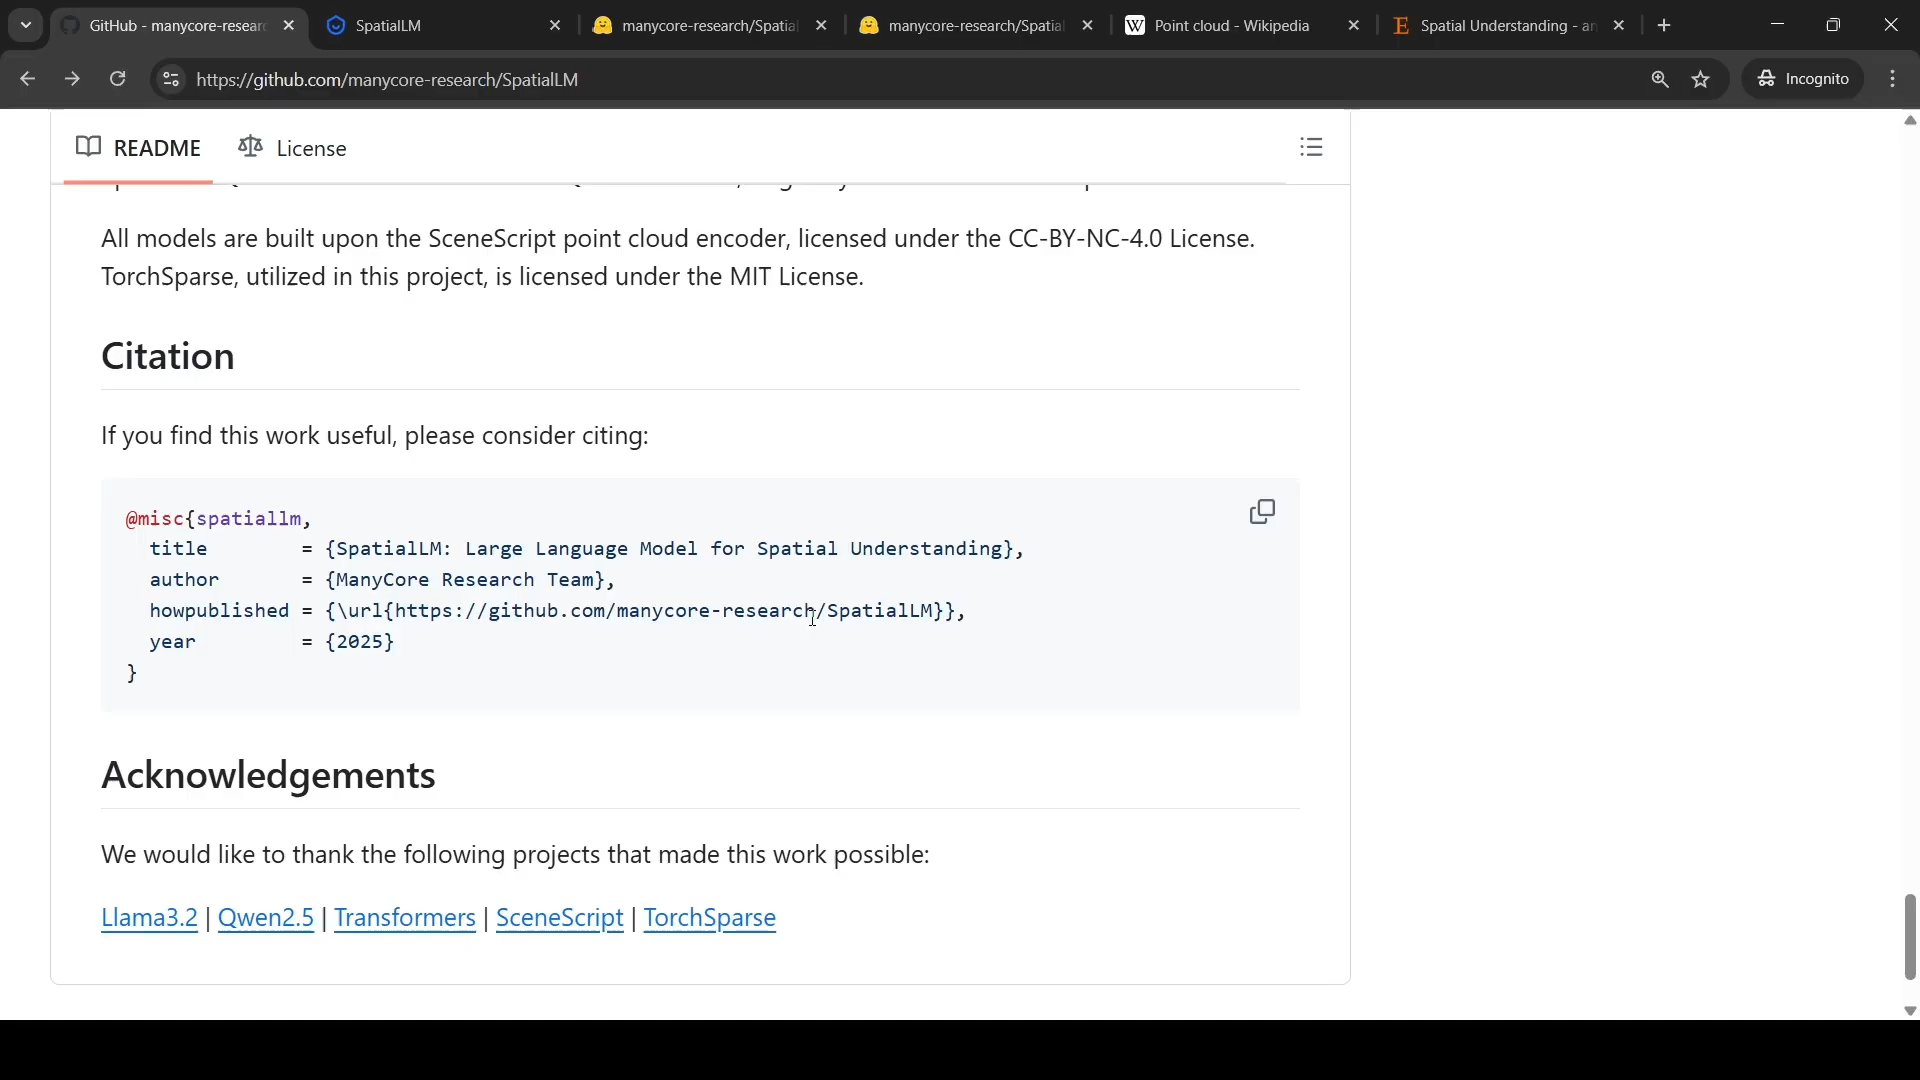 GitHub - manycore-resear
SpatialLM
manycore-research/Spatial
manycore-research/Spatial
Point cloud - Wikipedia
Spatial Understanding - an
https://github.com/manycore-research/SpatialLM
Incognito
README
License
All models are built upon the SceneScript point cloud encoder, licensed under the CC-BY-NC-4.0 License.
TorchSparse, utilized in this project, is licensed under the MIT License.
Citation
If you find this work useful, please consider citing:
@misc{spatiallm,
title = {SpatialLM: Large Language Model for Spatial Understanding},
author = {ManyCore Research Team},
howpublished = {\url{https://github.com/manycore-research/SpatialLM}},
year = {2025}
}
Acknowledgements
We would like to thank the following projects that made this work possible:
Llama3.2 | Qwen2.5 | Transformers | SceneScript | TorchSparse